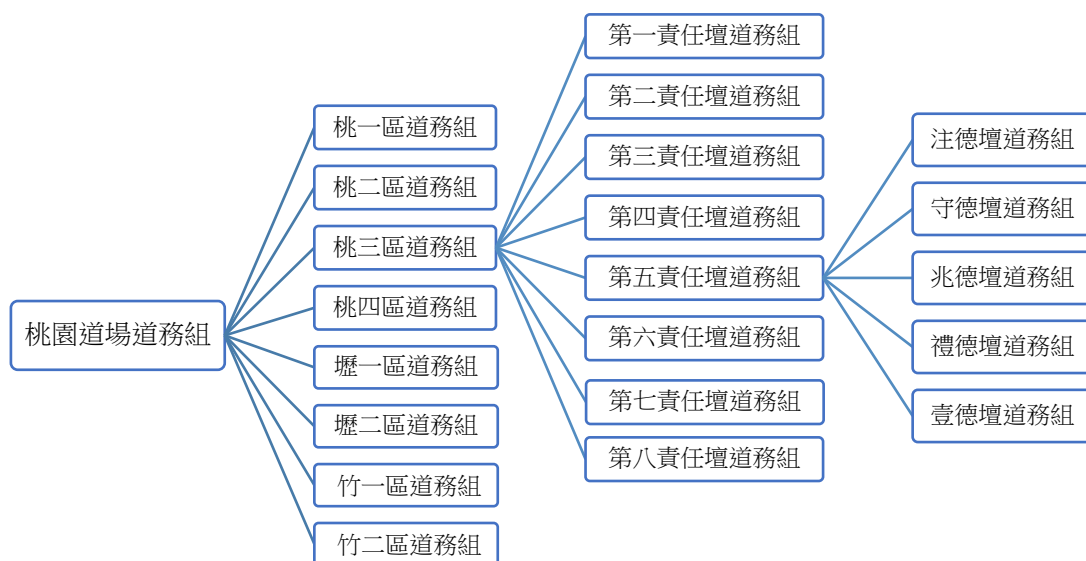 桃園道場道務組
桃一區道務組
桃二區道務組
桃三區道務組
桃四區道務組
壢一區道務組
壢二區道務組
竹一區道務組
竹二區道務組
第一責任壇道務組
第二責任壇道務組
第三責任壇道務組
第四責任壇道務組
第五責任壇道務組
第六責任壇道務組
第七責任壇道務組
第八責任壇道務組
注德壇道務組
守德壇道務組
兆德壇道務組
禮德壇道務組
壹德壇道務組